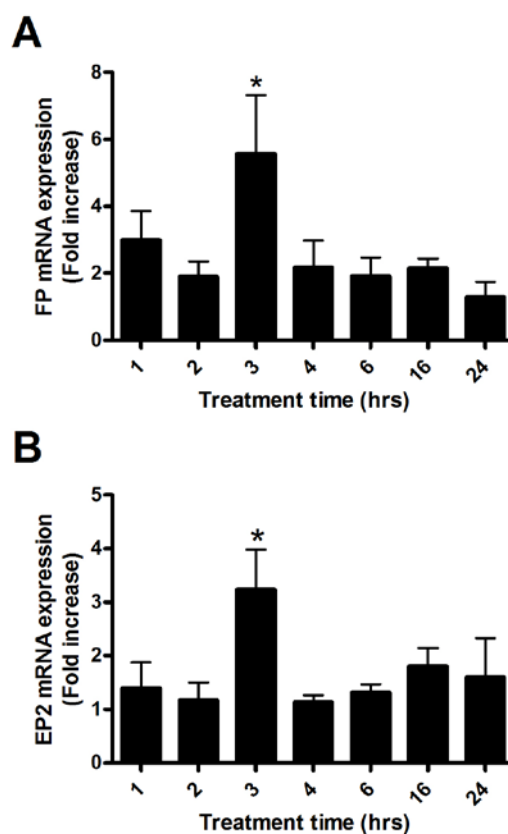 A
FP mRNA expression
(Fold increase)
8
6
4
2
0
*
1 2 3 4 6 16 24
Treatment time (hrs)
B
EP2 mRNA expression
(Fold increase)
5
4
3
2
1
0
*
1 2 3 4 6 16 24
Treatment time (hrs)